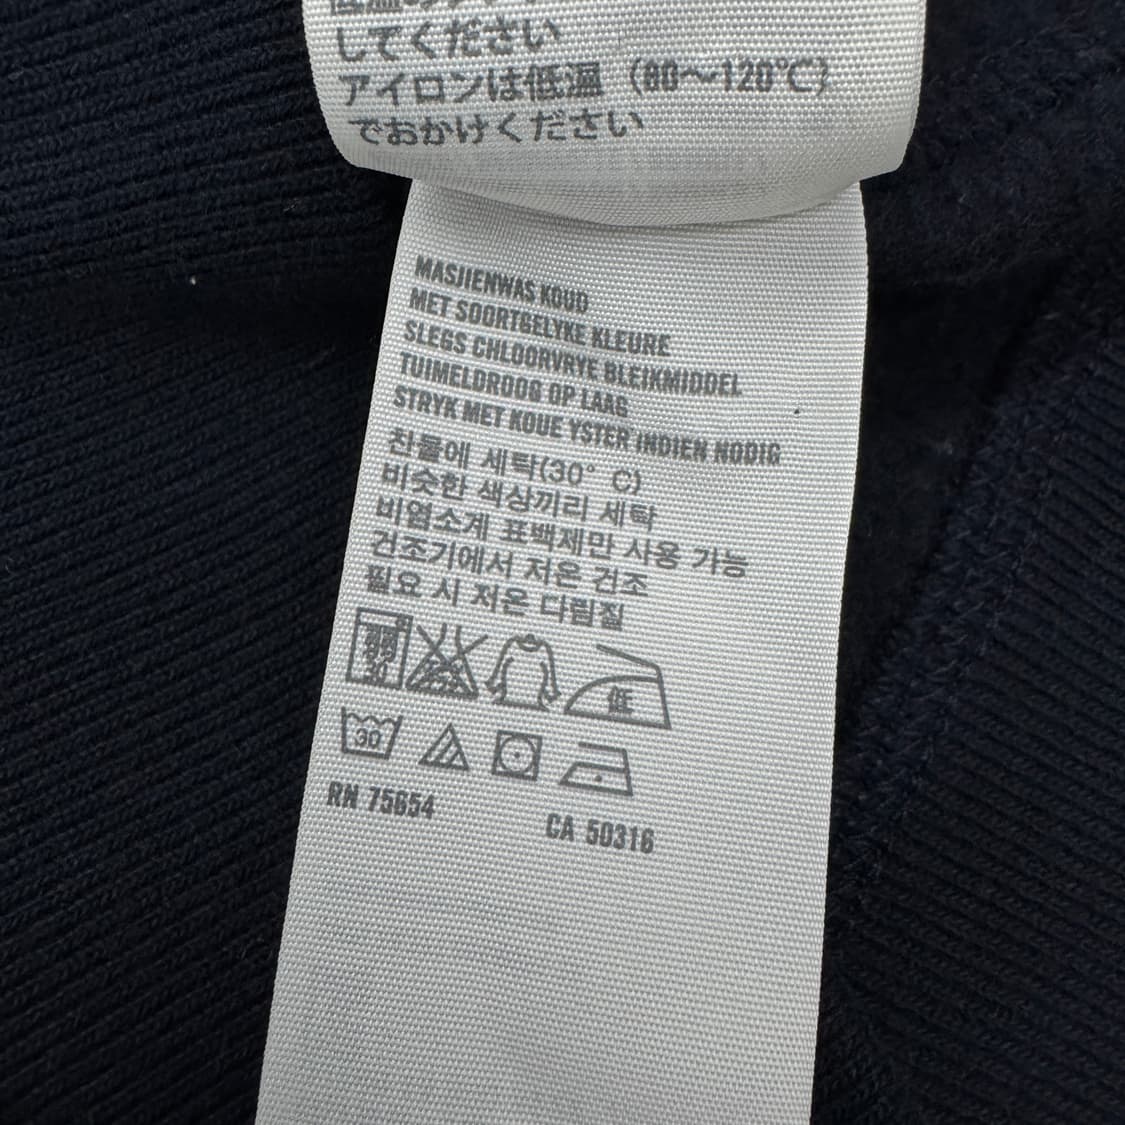 してください
アイロンは低温（80～120℃）
でおかけください
MASJIENWAS KOUD
MET SOORTGELYKE KLEURE
SLEGS CHLOORVRYE BLEIKMIDDEL
TUIMELDROOG OP LAAG
STRYK MET KOUE YSTER INDIEN NODIG
찬물에 세탁(30° C)
비슷한 색상끼리 세탁
비염소계 표백제만 사용 가능
건조기에서 저온 건조
필요 시 저온 다림질
低
30
RN 75654
CA 50316